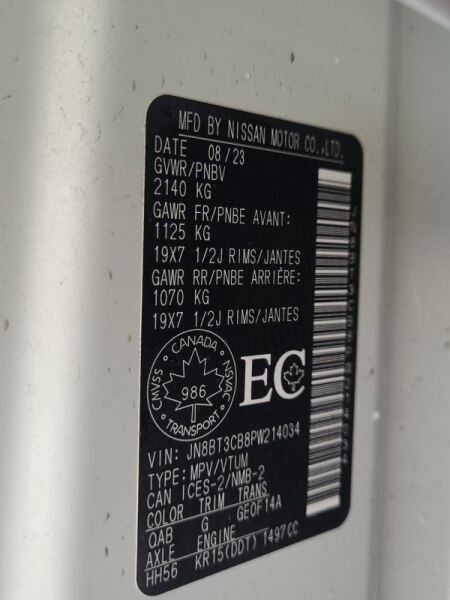 MFD BY NISSAN MOTOR CO.,LTD.
DATE 08/23
GVWR/PNBV
2140 KG
GAWR FR/PNBE AVANT:
1125 KG
19X7 1/2J RIMS/JANTES
GAWR RR/PNBE ARRIÈRE:
1070 KG
19X7 1/2J RIMS/JANTES
CANADA
CMVSS NSVAC
986
TRANSPORT
EC
VIN: JN8BT3CB8PW214034
TYPE: MPV/VTUM
CAN ICES-2/NMB-2
COLOR TRIM TRANS
QAB G GE0F14A
AXLE ENGINE
HH56 KR15(DDT) 1497CC